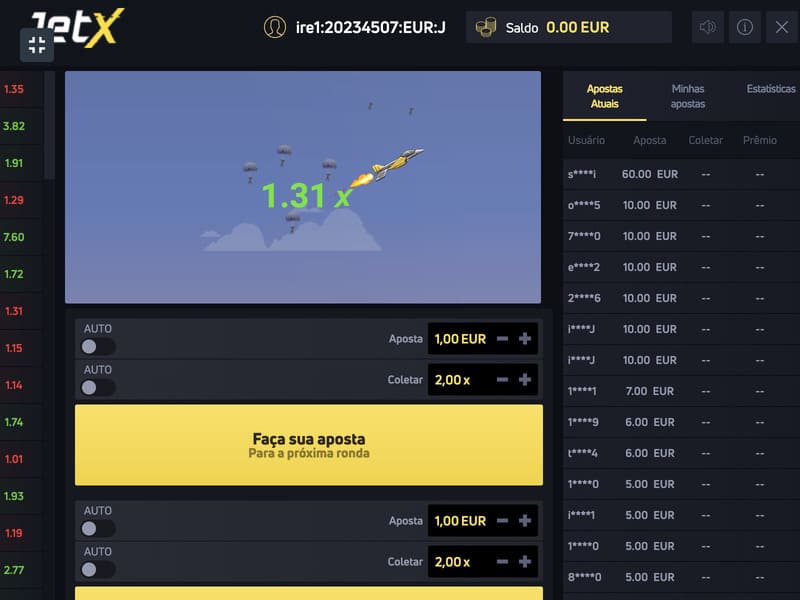 JetX
ire1:20234507:EUR:J
Saldo 0.00 EUR
1.35
3.82
1.91
1.29
7.60
1.72
1.31
1.15
1.14
1.74
1.01
1.93
1.19
2.77
1.31 x
AUTO
Aposta 1,00 EUR
AUTO
Coletar 2,00 x
Faça sua aposta
Para a próxima ronda
AUTO
Aposta 1,00 EUR
AUTO
Coletar 2,00 x
Apostas Atuais
Minhas apostas
Estatísticas
Usuário Aposta Coletar Prêmio
s****i 60.00 EUR -- --
o****5 10.00 EUR -- --
7****0 10.00 EUR -- --
e****2 10.00 EUR -- --
2****6 10.00 EUR -- --
i****J 10.00 EUR -- --
i****J 10.00 EUR -- --
1****1 7.00 EUR -- --
1****9 6.00 EUR -- --
t****4 6.00 EUR -- --
1****0 5.00 EUR -- --
i****1 5.00 EUR -- --
1****0 5.00 EUR -- --
8****0 5.00 EUR -- --